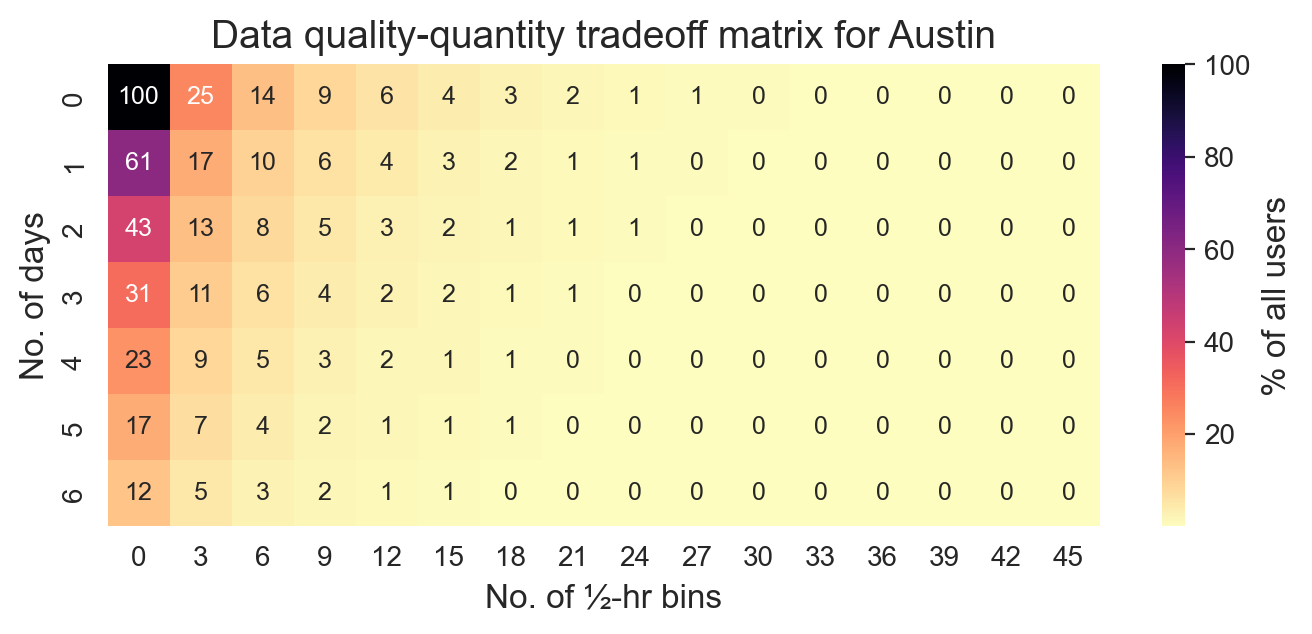 Data quality-quantity tradeoff matrix for Austin
0 100 25 14 9 6 4 3 2 1 1 0 0 0 0 0 0
1 61 17 10 6 4 3 2 1 1 0 0 0 0 0 0 0
2 43 13 8 5 3 2 1 1 1 0 0 0 0 0 0 0
3 31 11 6 4 2 2 1 1 0 0 0 0 0 0 0 0
4 23 9 5 3 2 1 1 0 0 0 0 0 0 0 0 0
5 17 7 4 2 1 1 1 0 0 0 0 0 0 0 0 0
6 12 5 3 2 1 1 0 0 0 0 0 0 0 0 0 0
0 3 6 9 12 15 18 21 24 27 30 33 36 39 42 45
No. of ½-hr bins
No. of days
100
80
60
40
20
% of all users